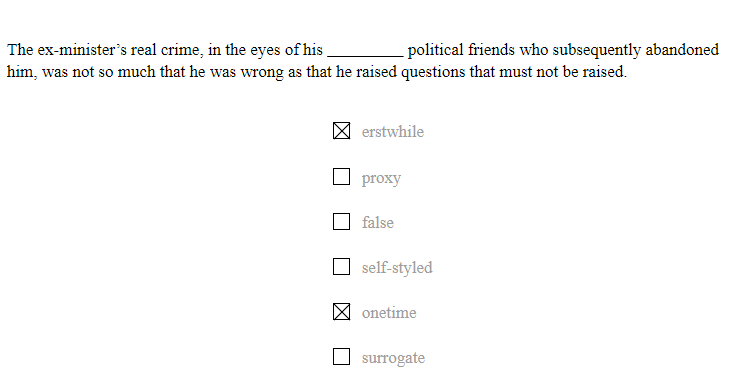 The ex-minister’s real crime, in the eyes of his __________ political friends who subsequently abandoned
him, was not so much that he was wrong as that he raised questions that must not be raised.
erstwhile
proxy
false
self-styled
onetime
surrogate